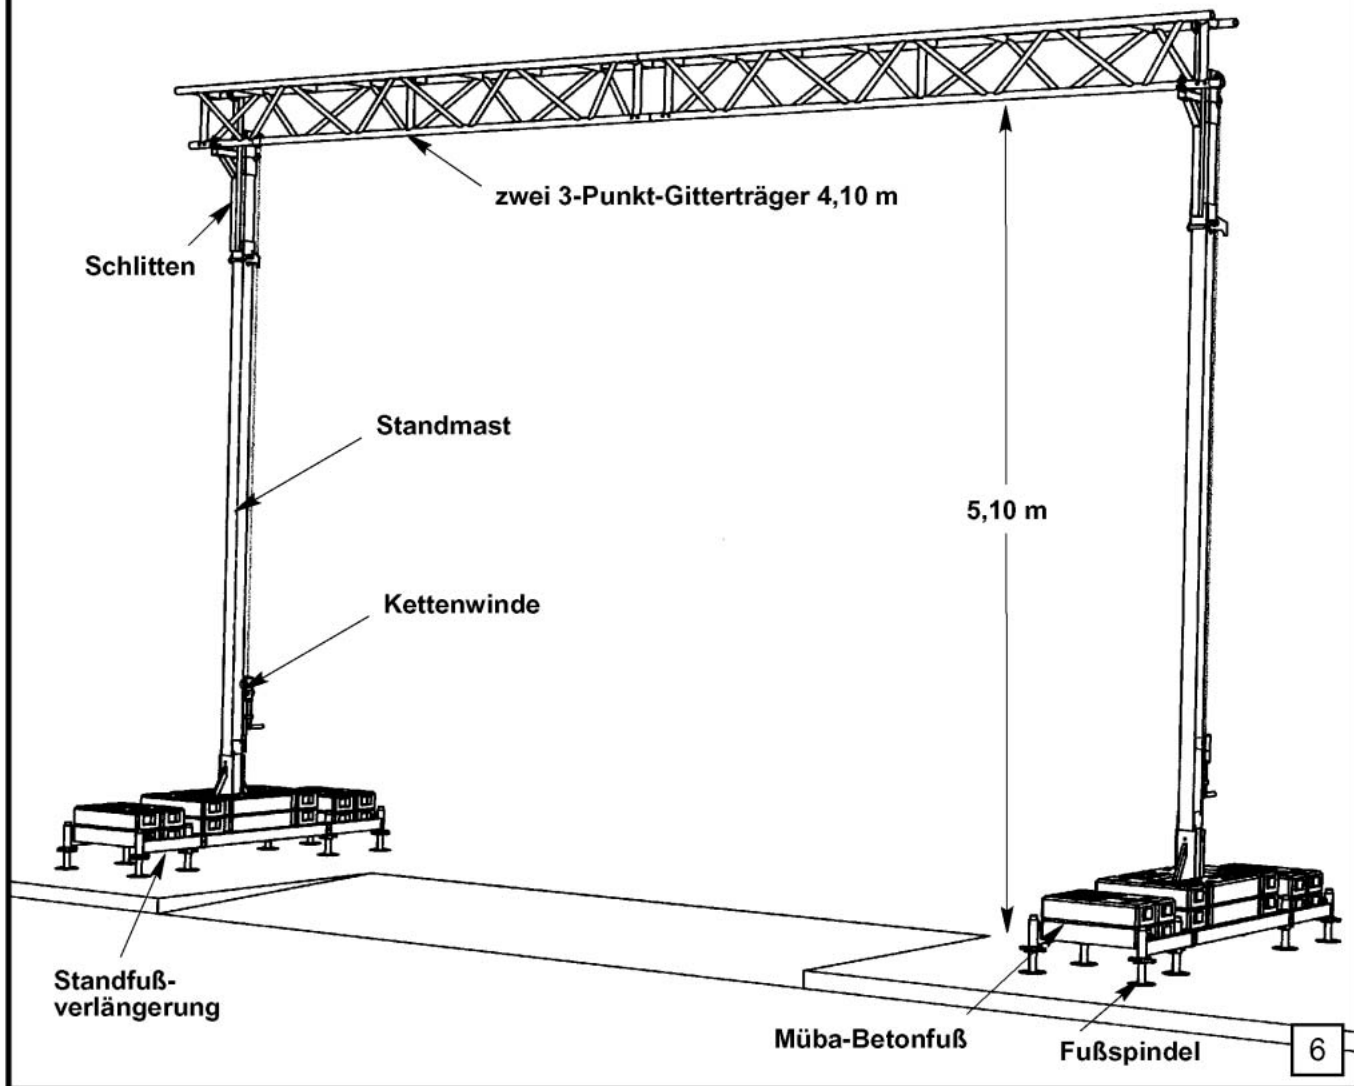 zwei 3-Punkt-Gitterträger 4,10 m
Schlitten
Standmast
5,10 m
Kettenwinde
Standfuß-
verlängerung
Müba-Betonfuß
Fußspindel
6